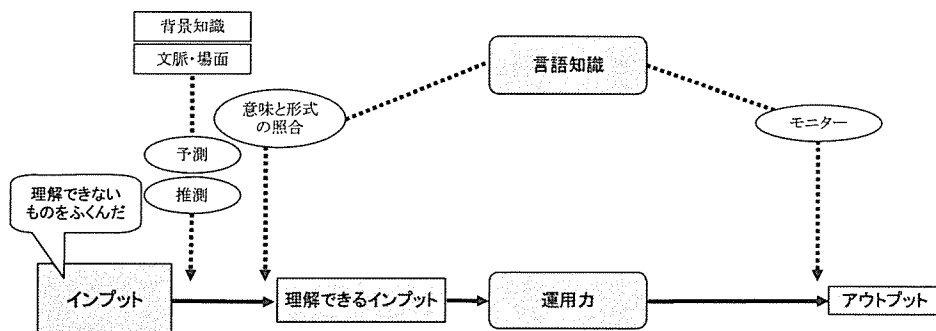 背景知識
文脈・場面
言語知識
意味と形式
の照合
モニター
予測
推測
理解できない
ものをふくんだ
インプット
理解できるインプット
運用力
アウトプット